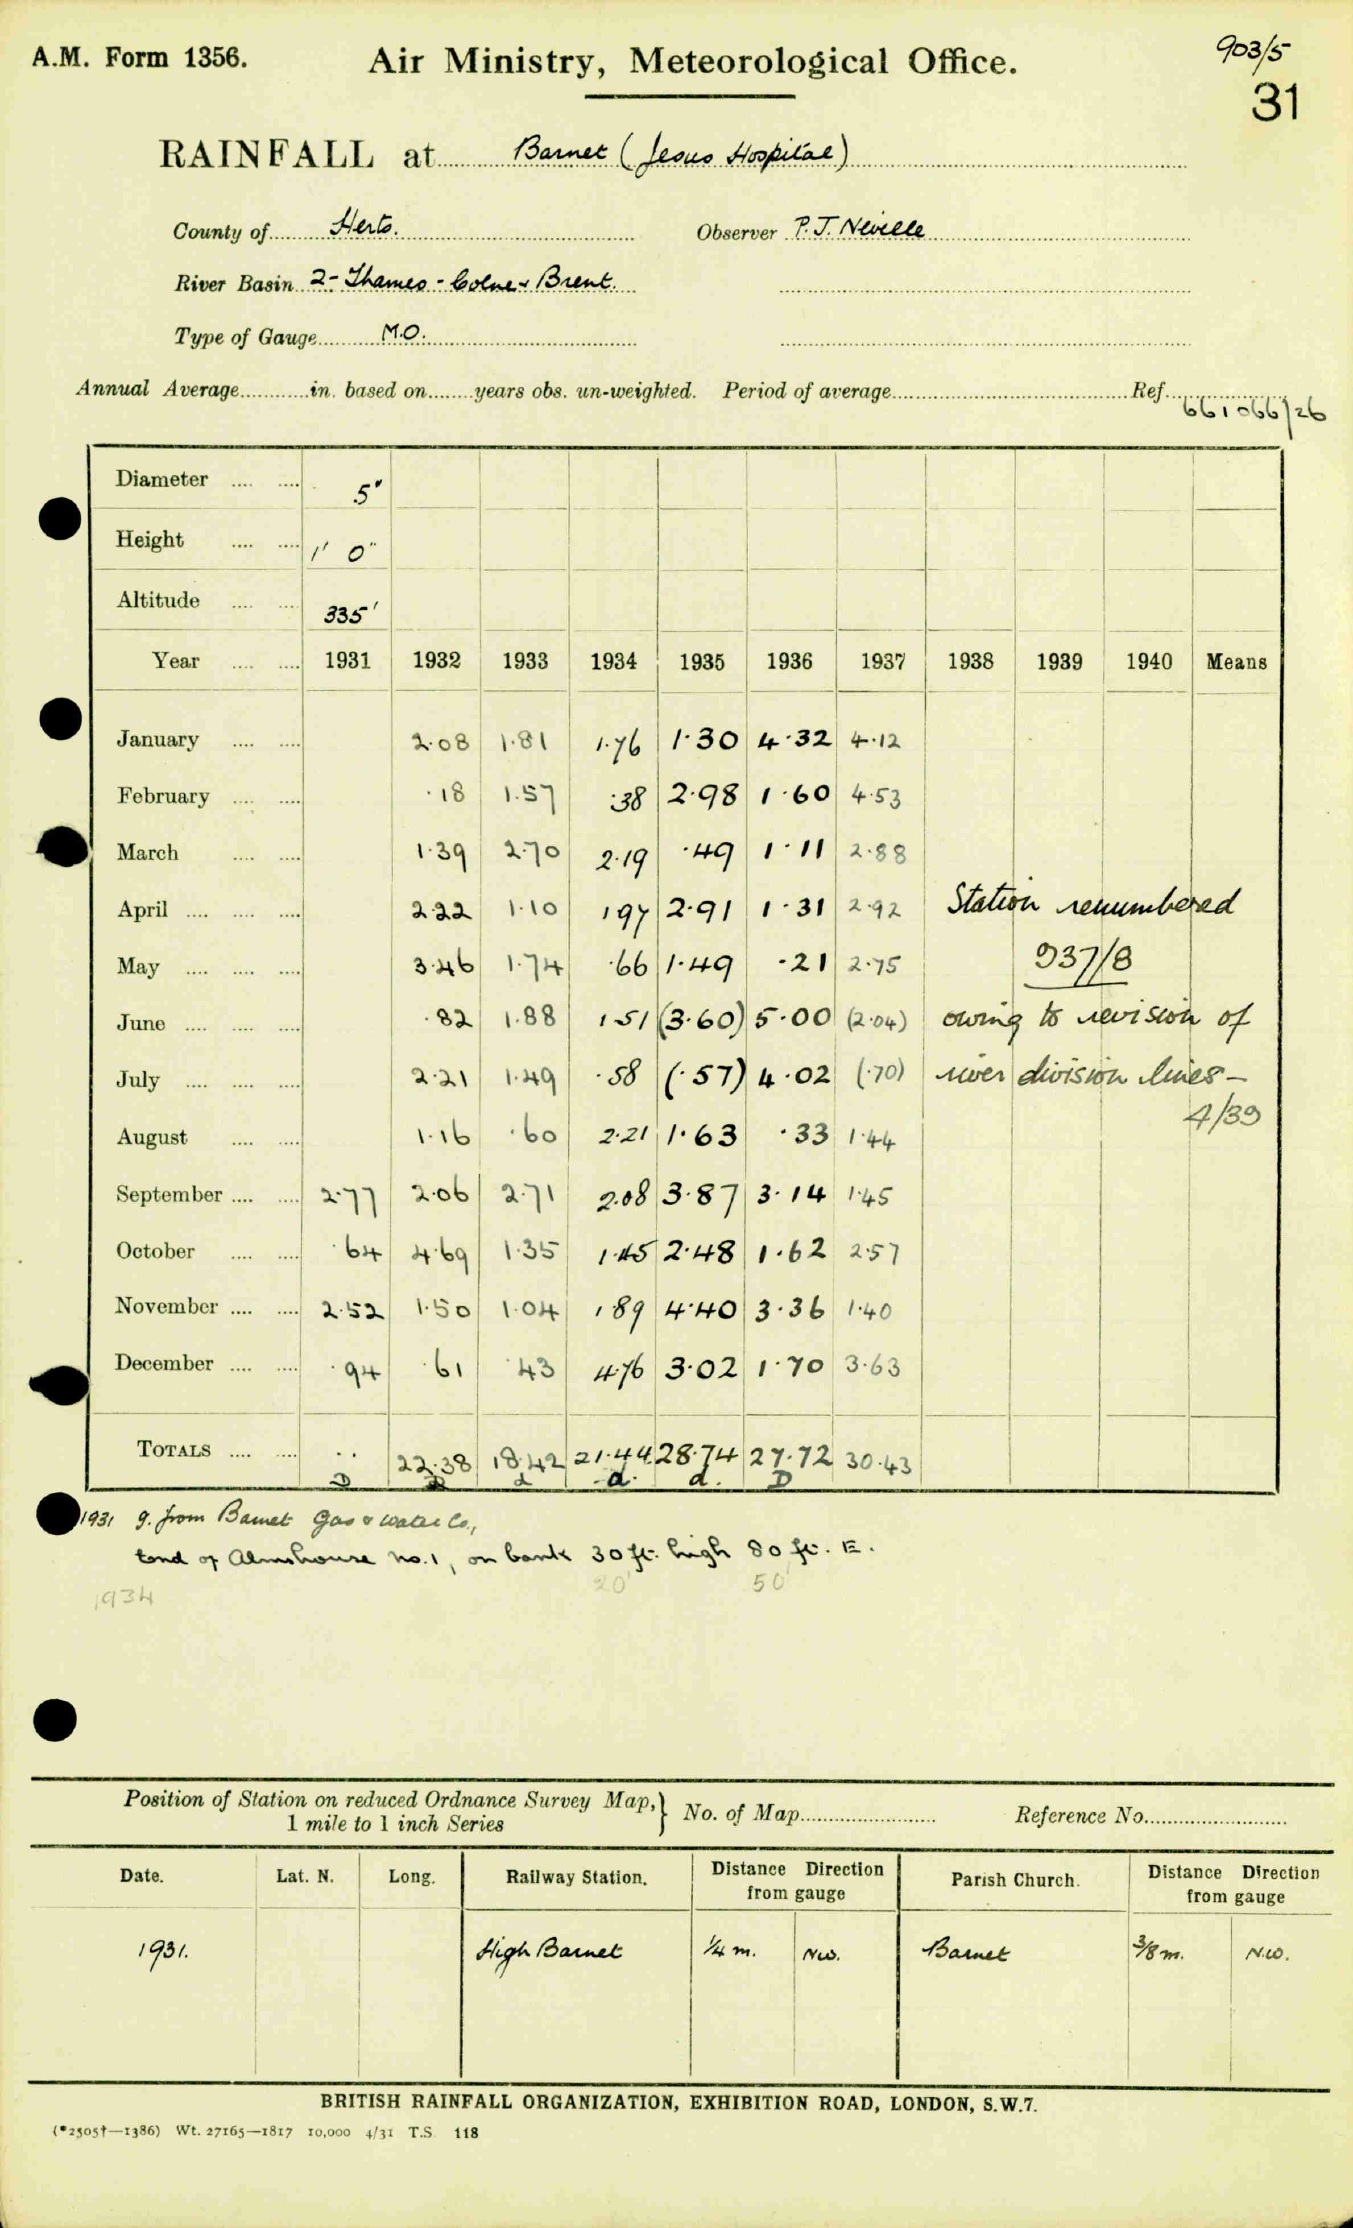 A.M. Form 1356.
Air Ministry, Meteorological Office.
903/5
31
RAINFALL at Barnet (Jesus Hospital)
County of Herts. Observer P.J. Neville
River Basin 2- Thames - Colne & Brent.
Type of Gauge M.O.
Annual Average in. based on years obs. un-weighted. Period of average Ref. 661066/26
Diameter 5"
Height 1' 0"
Altitude 335'
Year 1931 1932 1933 1934 1935 1936 1937 1938 1939 1940 Means
January 2.08 1.81 1.76 1.30 4.32 4.12
February .18 1.57 .38 2.98 1.60 4.53
March 1.39 2.70 2.19 .49 1.11 2.88
April 2.22 1.10 1.97 2.91 1.31 2.92 Station renumbered
May 3.46 1.74 .66 1.49 .21 2.75 937/8
June .82 1.88 1.51 (3.60) 5.00 (2.04) owing to revision of
July 2.21 1.49 .58 (.57) 4.02 (.70) river division lines –
August 1.16 .60 2.21 1.63 .33 1.44 4/39
September 2.77 2.06 2.71 2.08 3.87 3.14 1.45
October .64 4.69 1.35 1.45 2.48 1.62 2.57
November 2.52 1.50 1.04 1.89 4.40 3.36 1.40
December .94 .61 .43 4.76 3.02 1.70 3.63
TOTALS .. 22.38 18.42 21.44 28.74 27.72 30.43
D D d d. d. D
1931 g. from Barnet Gas & Water Co.,
end of Almshouse No.1, on bank 30 ft. high 80 ft. E.
1934 20' 50'
Position of Station on reduced Ordnance Survey Map, 1 mile to 1 inch Series } No. of Map Reference No.
Date. Lat. N. Long. Railway Station. Distance Direction from gauge Parish Church. Distance Direction from gauge
1931. High Barnet 1/4 m. NW. Barnet 3/8 m. N.W.
BRITISH RAINFALL ORGANIZATION, EXHIBITION ROAD, LONDON, S.W.7.
(*2505†—1386) Wt. 27165—1817 10,000 4/31 T.S. 118